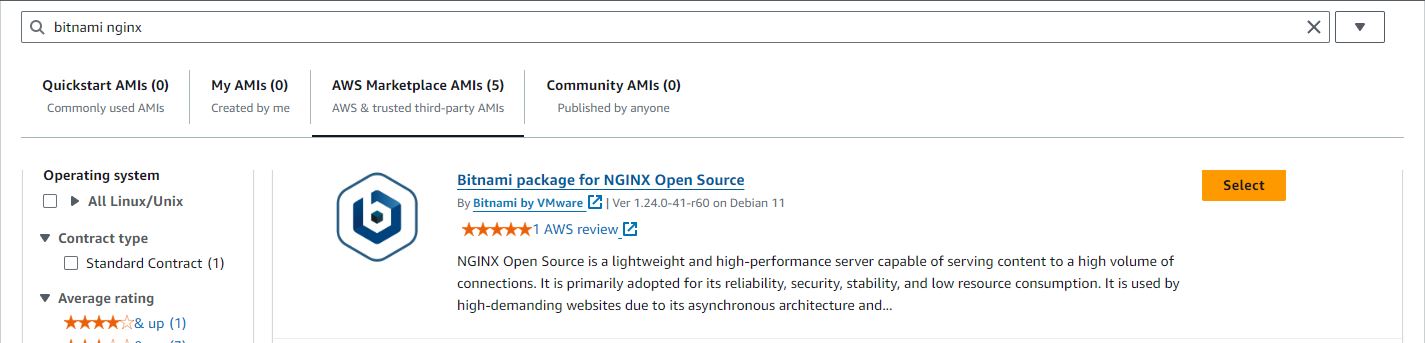 bitnami nginx
Quickstart AMIs (0)
Commonly used AMIs
My AMIs (0)
Created by me
AWS Marketplace AMIs (5)
AWS & trusted third-party AMIs
Community AMIs (0)
Published by anyone
Operating system
All Linux/Unix
Contract type
Standard Contract (1)
Average rating
& up (1)
Bitnami package for NGINX Open Source
By Bitnami by VMware | Ver 1.24.0-41-r60 on Debian 11
1 AWS review
NGINX Open Source is a lightweight and high-performance server capable of serving content to a high volume of
connections. It is primarily adopted for its reliability, security, stability, and low resource consumption. It is used by
high-demanding websites due to its asynchronous architecture and...
Select